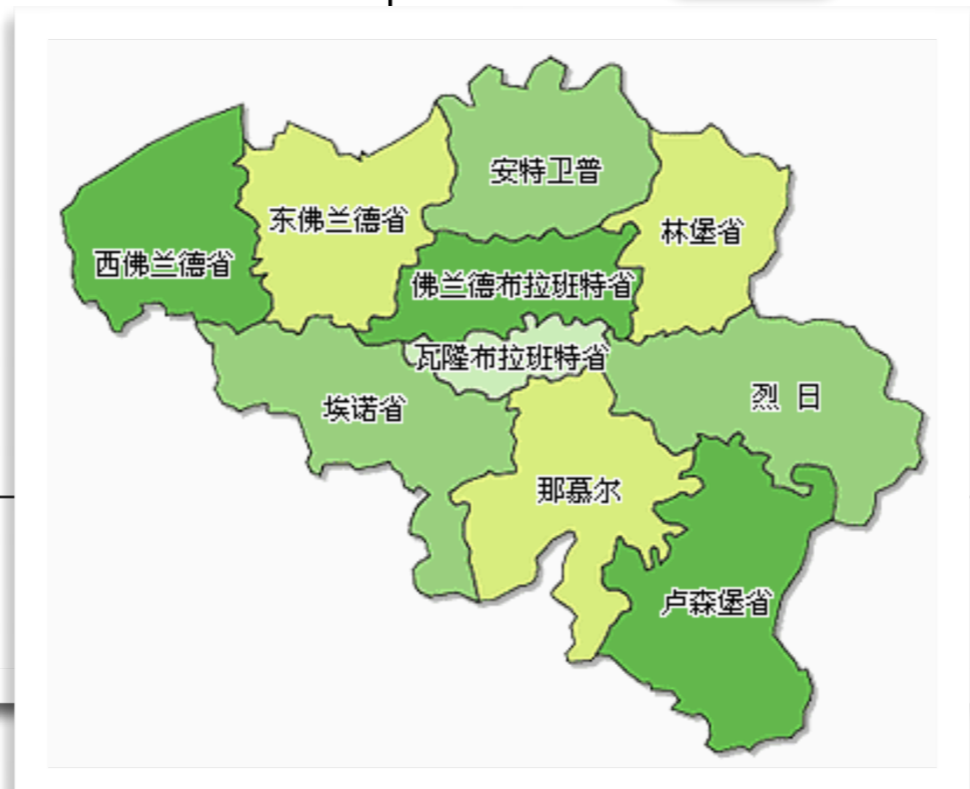 安特卫普
东佛兰德省
林堡省
西佛兰德省
佛兰德布拉班特省
瓦隆布拉班特省
烈 日
埃诺省
那慕尔
卢森堡省